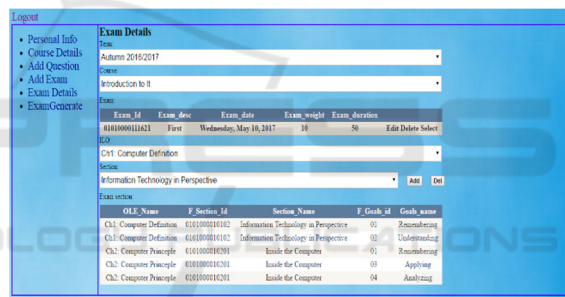 Logout
Personal Info
Course Details
Add Question
Add Exam
Exam Details
ExamGenerate
Exam Details
Term
Autumn 2016/2017
Course
Introduction to It
Exam
Exam_Id Exam_desc Exam_date Exam_weight Exam_duration
01010000111621 First Wednesday, May 10, 2017 10 50 Edit Delete Select
ILO
Ch1: Computer Definition
Section
Information Technology in Perspective Add Del
Exam section
OLE_Name F_Section_Id Section_Name F_Goals_id Goals_name
Ch1: Computer Definition 0101000010102 Information Technology in Perspective 01 Remembering
Ch1: Computer Definition 0101000010102 Information Technology in Perspective 02 Understanding
Ch2: Computer Princeple 0101000010201 Inside the Computer 01 Remembering
Ch2: Computer Princeple 0101000010201 Inside the Computer 03 Applying
Ch2: Computer Princeple 0101000010201 Inside the Computer 04 Analyzing